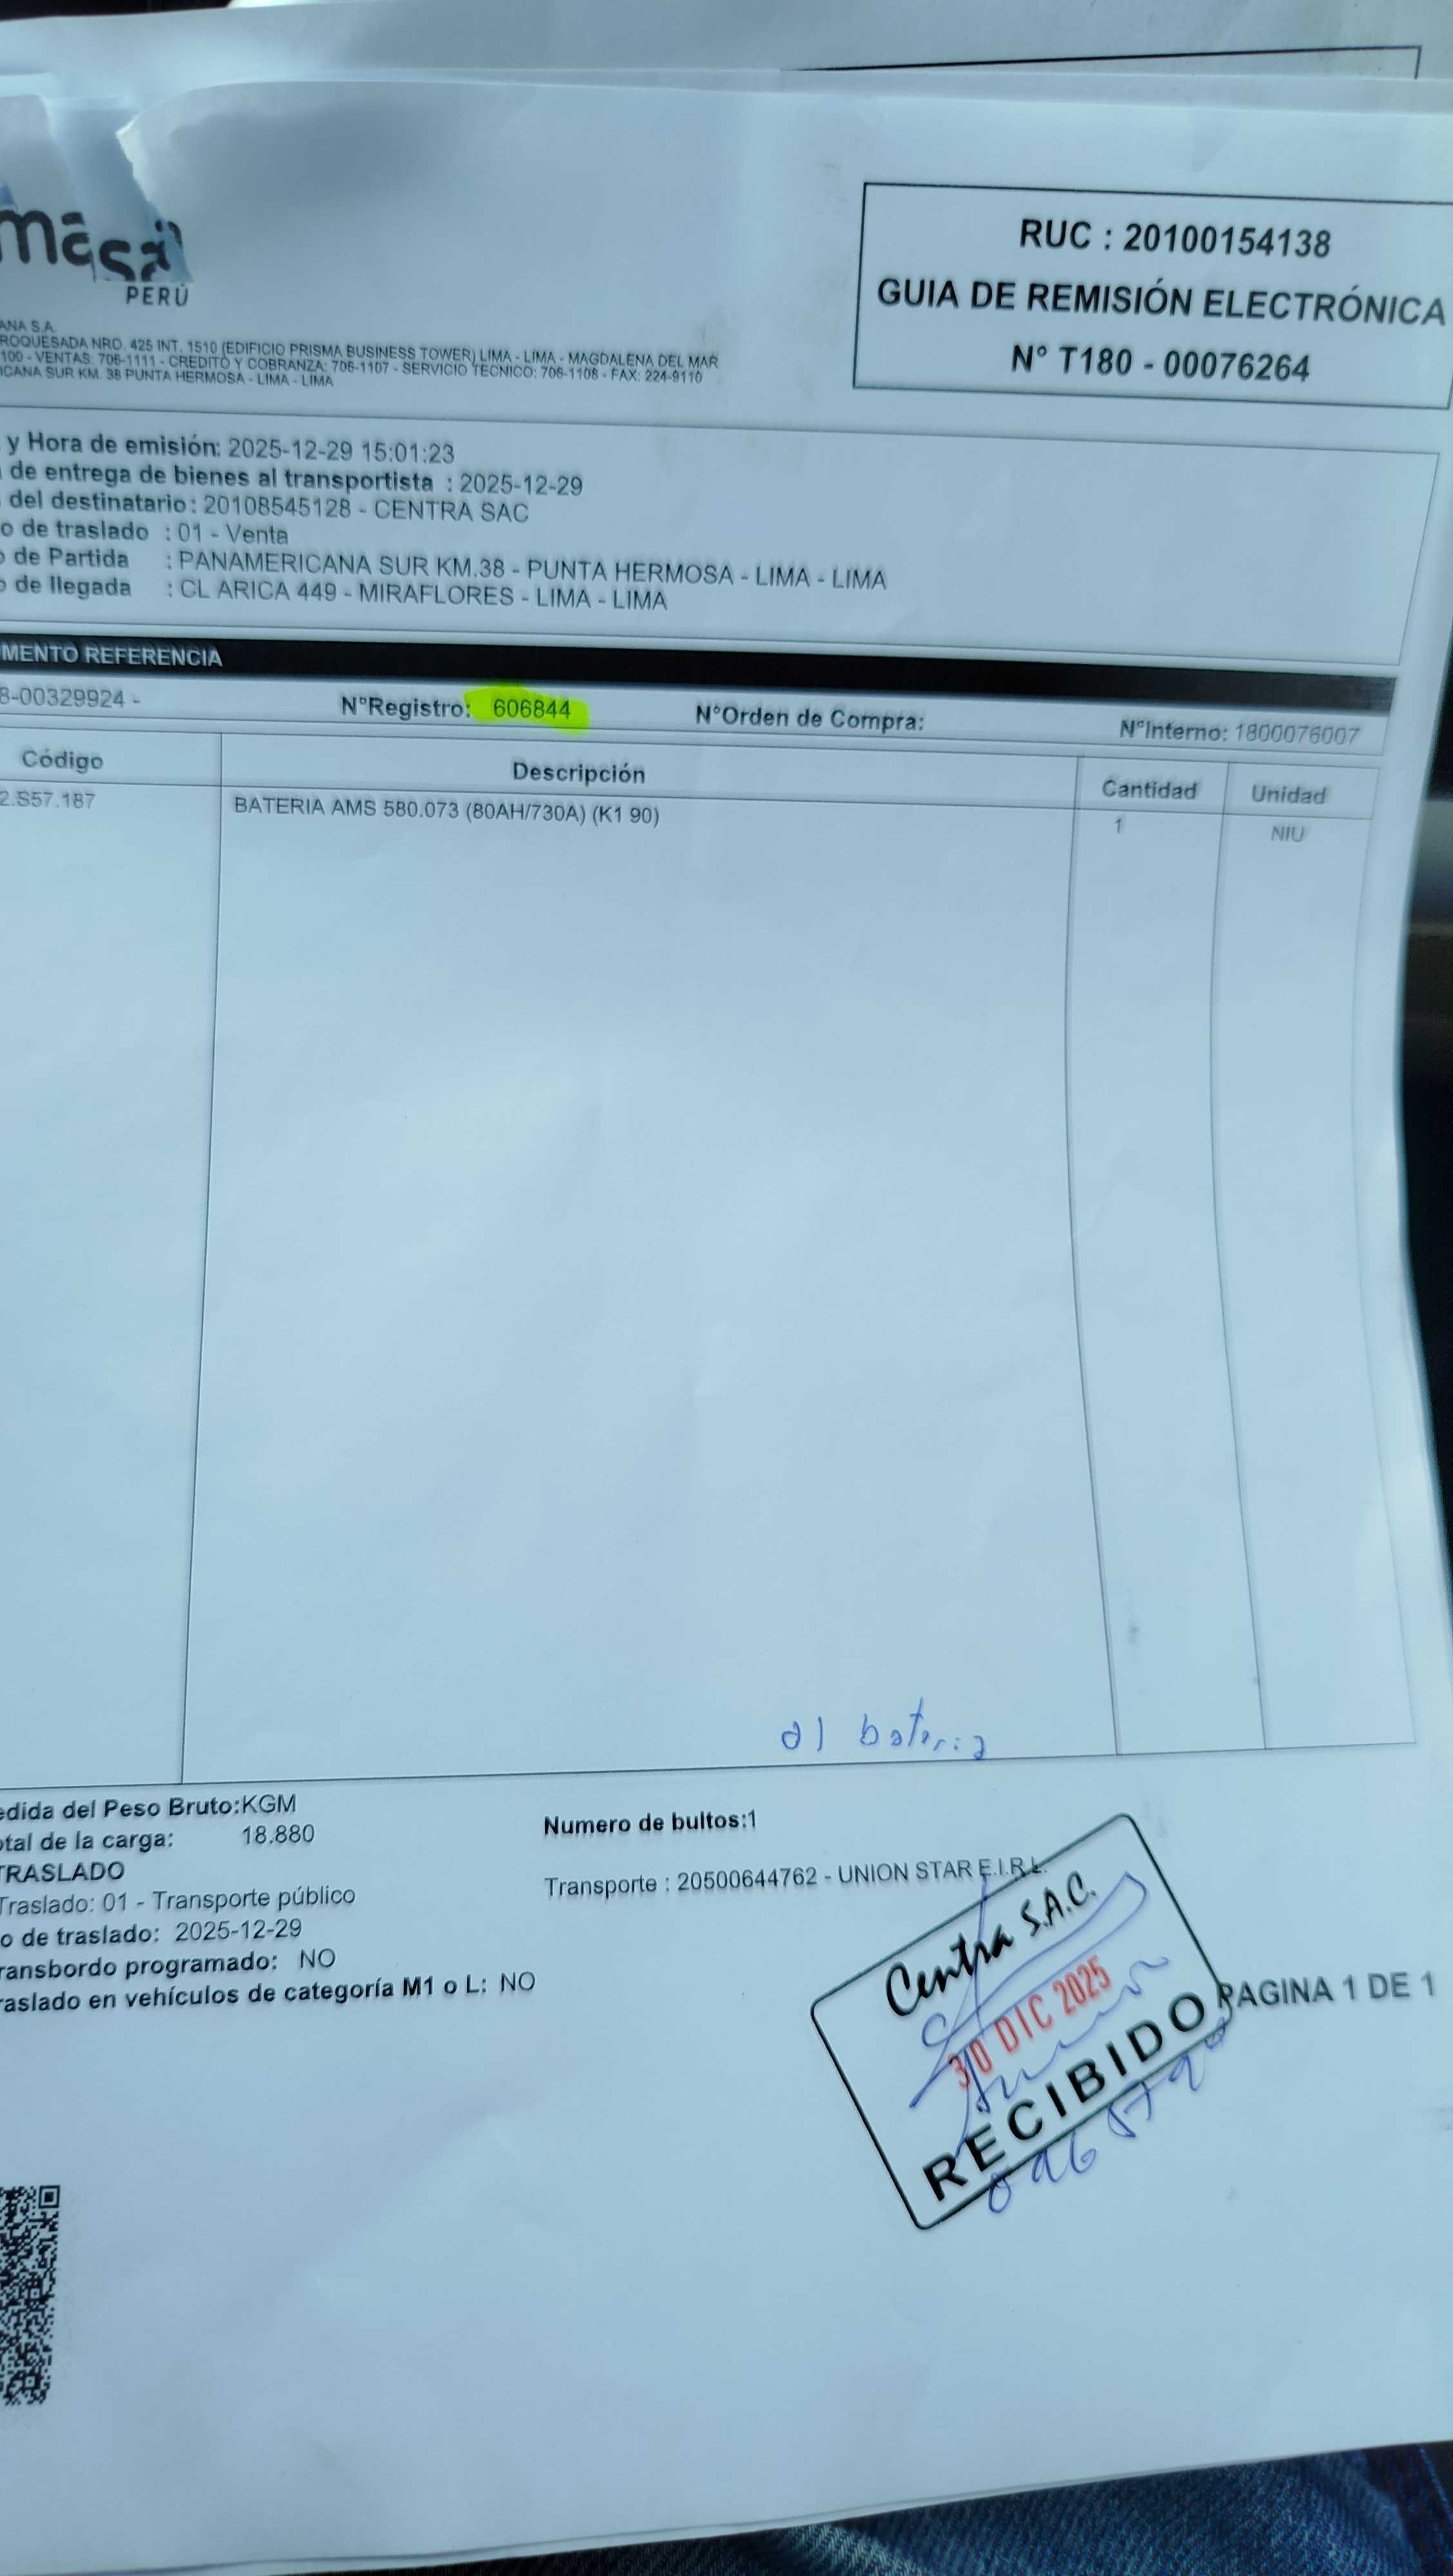 māsa
PERÚ
ANA S.A.
ROQUESADA NRO. 425 INT. 1510 (EDIFICIO PRISMA BUSINESS TOWER) LIMA - LIMA - MAGDALENA DEL MAR
100 - VENTAS: 706-1111 - CREDITO Y COBRANZA: 706-1107 - SERVICIO TECNICO: 706-1108 - FAX: 224-9110
ICANA SUR KM. 38 PUNTA HERMOSA - LIMA - LIMA
RUC : 20100154138
GUIA DE REMISIÓN ELECTRÓNICA
N° T180 - 00076264
y Hora de emisión: 2025-12-29 15:01:23
de entrega de bienes al transportista : 2025-12-29
del destinatario: 20108545128 - CENTRA SAC
o de traslado : 01 - Venta
o de Partida : PANAMERICANA SUR KM.38 - PUNTA HERMOSA - LIMA - LIMA
o de llegada : CL ARICA 449 - MIRAFLORES - LIMA - LIMA
MENTO REFERENCIA
8-00329924 - N°Registro: 606844 N°Orden de Compra: N°Interno: 1800076007
Código Descripción Cantidad Unidad
2.S57.187 BATERIA AMS 580.073 (80AH/730A) (K1 90) 1 NIU
01 bateria
edida del Peso Bruto:KGM
otal de la carga: 18.880
Numero de bultos:1
TRASLADO
Traslado: 01 - Transporte público
Transporte : 20500644762 - UNION STAR E.I.R.L.
o de traslado: 2025-12-29
ransbordo programado: NO
raslado en vehículos de categoría M1 o L: NO
Centra S.A.C.
30 DIC 2025
RECIBIDO
PAGINA 1 DE 1